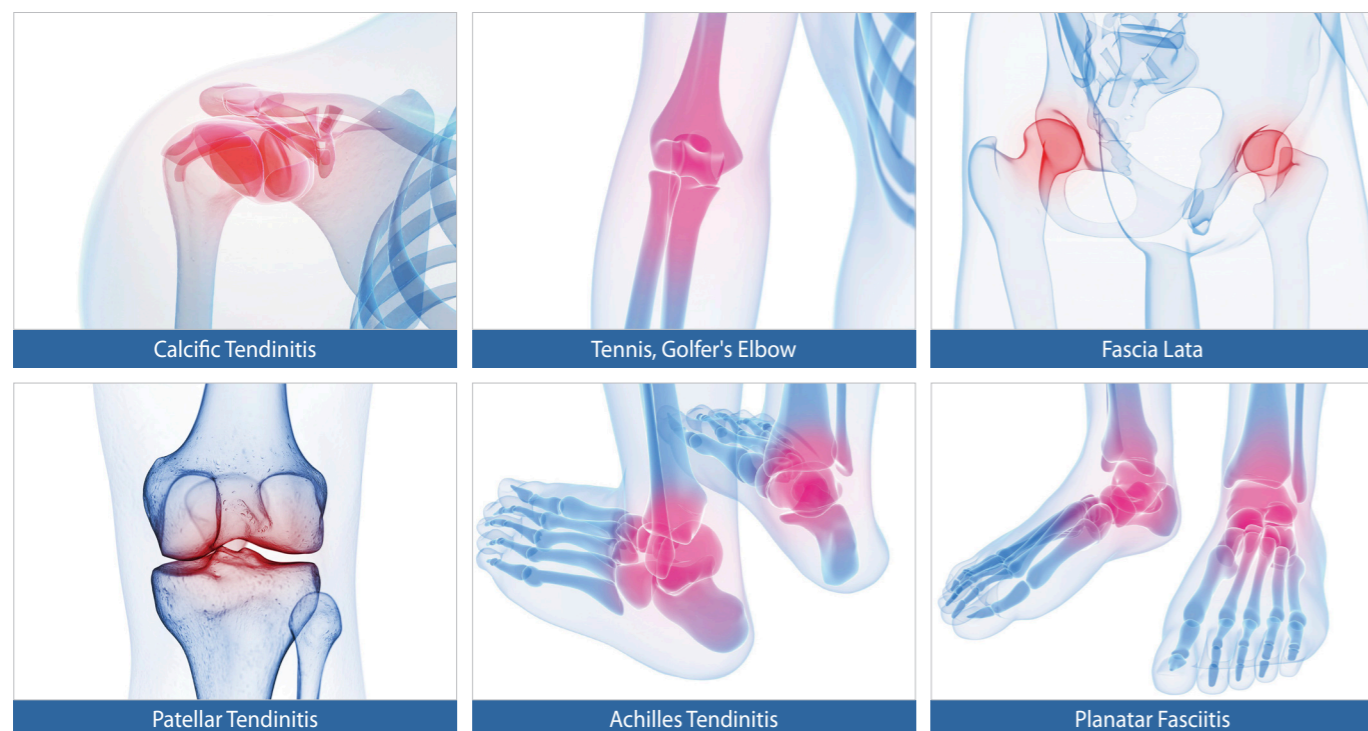 Calcific Tendinitis
Tennis, Golfer's Elbow
Fascia Lata
Patellar Tendinitis
Achilles Tendinitis
Planatar Fasciitis